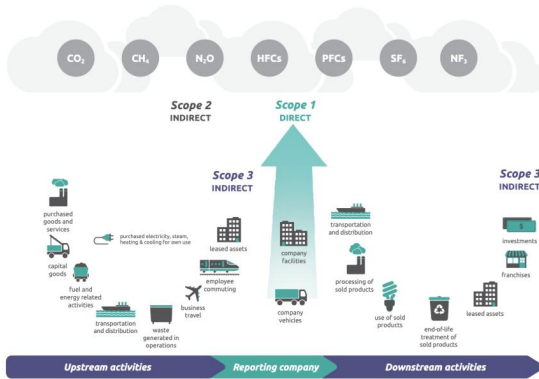 CO₂
CH₄
N₂O
HFCs
PFCs
SF₆
NF₃
Scope 2
INDIRECT
Scope 1
DIRECT
Scope 3
INDIRECT
Scope 3
INDIRECT
purchased
goods and
services
capital
goods
fuel and
energy related
activities
purchased electricity, steam,
heating & cooling for own use
transportation
and distribution
waste
generated in
operations
business
travel
employee
commuting
leased assets
company
facilities
company
vehicles
transportation
and distribution
processing of
sold products
use of sold
products
end-of-life
treatment of
sold products
leased assets
franchises
investments
Upstream activities
Reporting company
Downstream activities